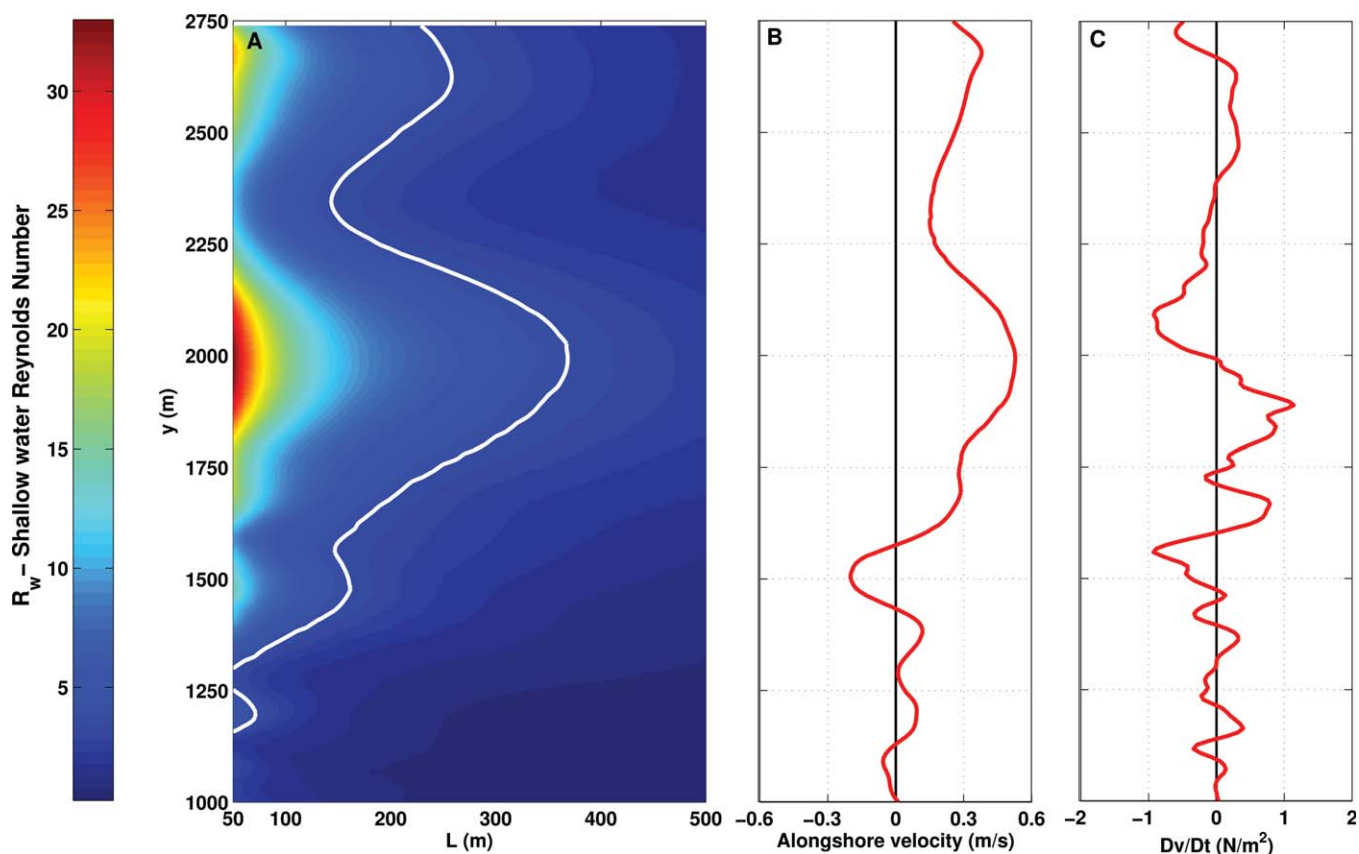 R_w – Shallow water Reynolds Number
30
25
20
15
10
5
A
y (m)
2750
2500
2250
2000
1750
1500
1250
1000
50 100 200 300 400 500
L (m)
B
−0.6 −0.3 0 0.3 0.6
Alongshore velocity (m/s)
C
−2 −1 0 1 2
Dv/Dt (N/m²)